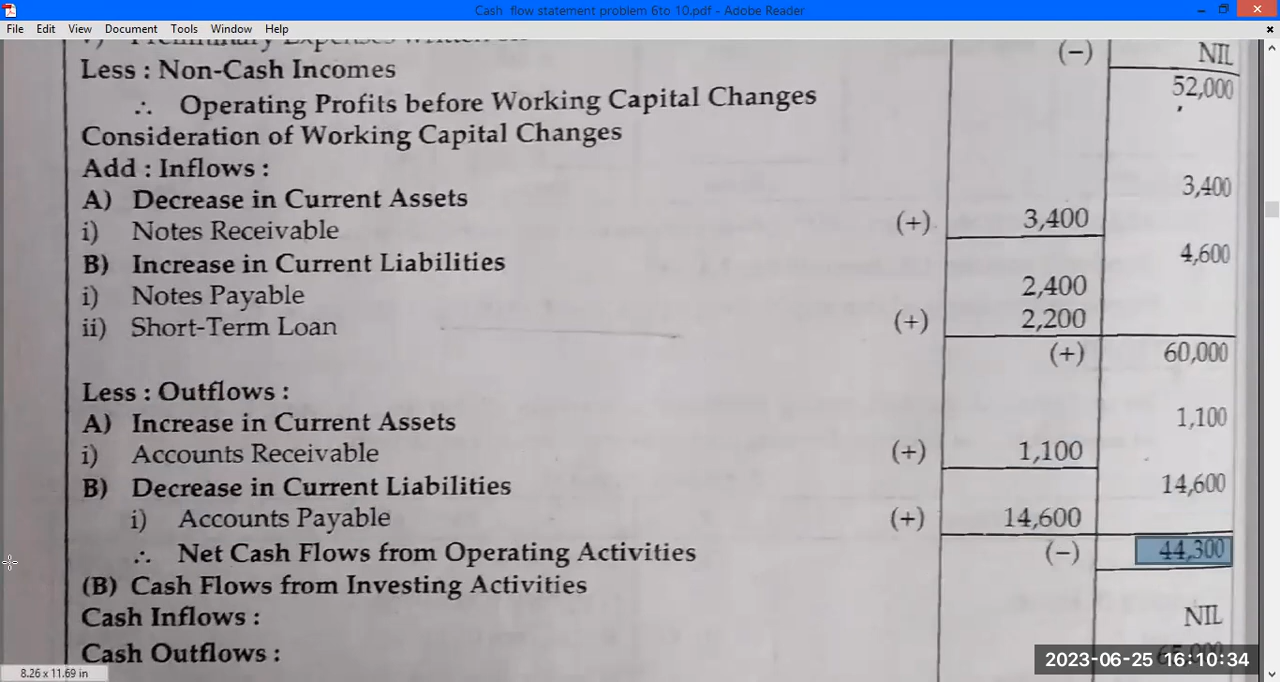 Cash flow statement problem 6to 10.pdf - Adobe Reader
File Edit View Document Tools Window Help
Preliminary Expenses Written
(−) NIL
Less : Non-Cash Incomes
∴ Operating Profits before Working Capital Changes 52,000
Consideration of Working Capital Changes
Add : Inflows :
A) Decrease in Current Assets 3,400
i) Notes Receivable (+) 3,400
B) Increase in Current Liabilities 4,600
i) Notes Payable 2,400
ii) Short-Term Loan (+) 2,200
(+) 60,000
Less : Outflows :
A) Increase in Current Assets 1,100
i) Accounts Receivable (+) 1,100
B) Decrease in Current Liabilities 14,600
i) Accounts Payable (+) 14,600
∴ Net Cash Flows from Operating Activities (−) 44,300
(B) Cash Flows from Investing Activities
Cash Inflows : NIL
Cash Outflows :
2023-06-25 16:10:34
8.26 x 11.69 in